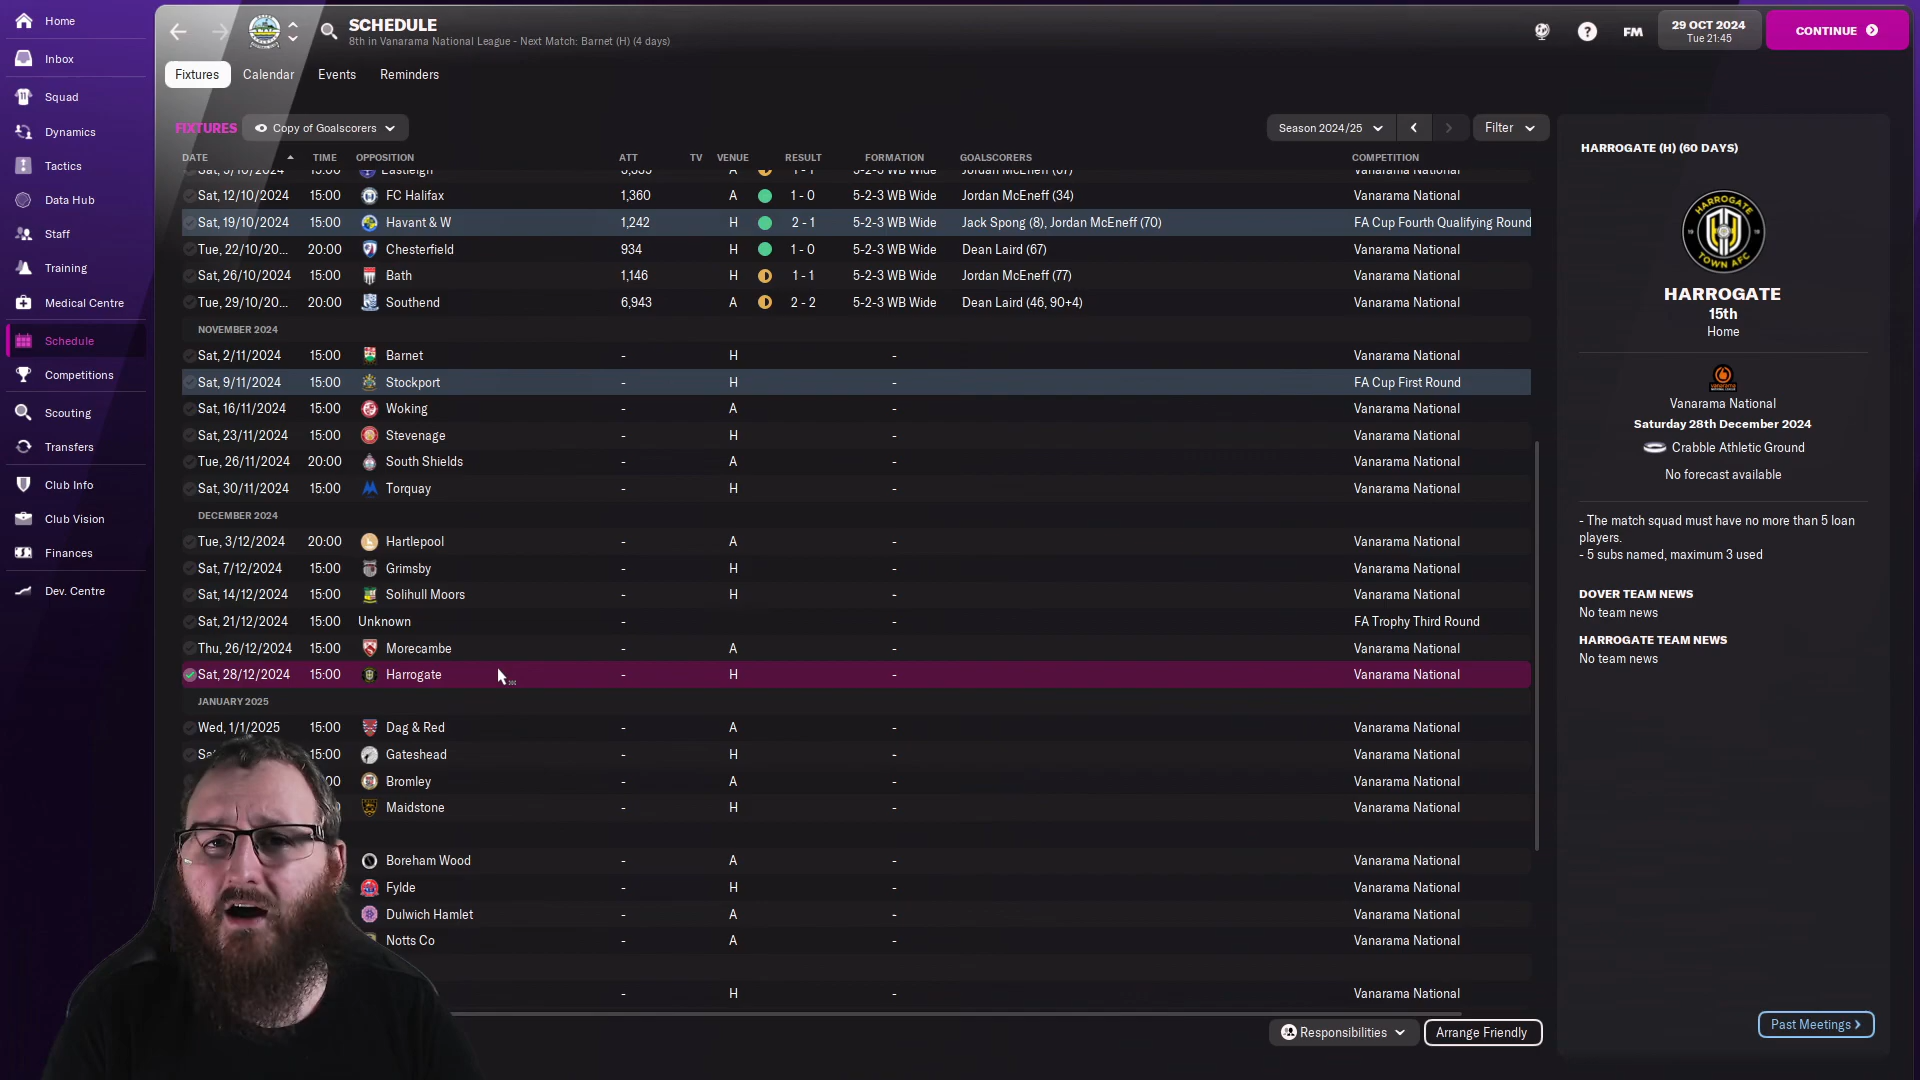 Home
Inbox
Squad
Dynamics
Tactics
Data Hub
Staff
Training
Medical Centre
Schedule
Competitions
Scouting
Transfers
Club Info
Club Vision
Finances
Dev. Centre
SCHEDULE
8th in Vanarama National League - Next Match: Barnet (H) (4 days)
FM
29 OCT 2024
Tue 21:45
CONTINUE
Fixtures Calendar Events Reminders
FIXTURES Copy of Goalscorers Season 2024/25 Filter
DATE TIME OPPOSITION ATT TV VENUE RESULT FORMATION GOALSCORERS COMPETITION
Eastleigh A 1 - 1 5-2-3 WB Wide Jordan McEneff Vanarama National
Sat, 12/10/2024 15:00 FC Halifax 1,360 A 1 - 0 5-2-3 WB Wide Jordan McEneff (34) Vanarama National
Sat, 19/10/2024 15:00 Havant & W 1,242 H 2 - 1 5-2-3 WB Wide Jack Spong (8), Jordan McEneff (70) FA Cup Fourth Qualifying Round
Tue, 22/10/20... 20:00 Chesterfield 934 H 1 - 0 5-2-3 WB Wide Dean Laird (67) Vanarama National
Sat, 26/10/2024 15:00 Bath 1,146 H 1 - 1 5-2-3 WB Wide Jordan McEneff (77) Vanarama National
Tue, 29/10/20... 20:00 Southend 6,943 A 2 - 2 5-2-3 WB Wide Dean Laird (46, 90+4) Vanarama National
NOVEMBER 2024
Sat, 2/11/2024 15:00 Barnet - H - Vanarama National
Sat, 9/11/2024 15:00 Stockport - H - FA Cup First Round
Sat, 16/11/2024 15:00 Woking - A - Vanarama National
Sat, 23/11/2024 15:00 Stevenage - H - Vanarama National
Tue, 26/11/2024 20:00 South Shields - A - Vanarama National
Sat, 30/11/2024 15:00 Torquay - H - Vanarama National
DECEMBER 2024
Tue, 3/12/2024 20:00 Hartlepool - A - Vanarama National
Sat, 7/12/2024 15:00 Grimsby - H - Vanarama National
Sat, 14/12/2024 15:00 Solihull Moors - H - Vanarama National
Sat, 21/12/2024 15:00 Unknown - - FA Trophy Third Round
Thu, 26/12/2024 15:00 Morecambe - A - Vanarama National
Sat, 28/12/2024 15:00 Harrogate - H - Vanarama National
JANUARY 2025
Wed, 1/1/2025 15:00 Dag & Red - A - Vanarama National
15:00 Gateshead - H - Vanarama National
Bromley - A - Vanarama National
Maidstone - H - Vanarama National
Boreham Wood - A - Vanarama National
Fylde - H - Vanarama National
Dulwich Hamlet - A - Vanarama National
Notts Co - A - Vanarama National
- H - Vanarama National
Responsibilities Arrange Friendly
HARROGATE (H) (60 DAYS)
HARROGATE
TOWN AFC
HARROGATE
15th
Home
Vanarama National
Saturday 28th December 2024
Crabble Athletic Ground
No forecast available
- The match squad must have no more than 5 loan
players.
- 5 subs named, maximum 3 used
DOVER TEAM NEWS
No team news
HARROGATE TEAM NEWS
No team news
Past Meetings